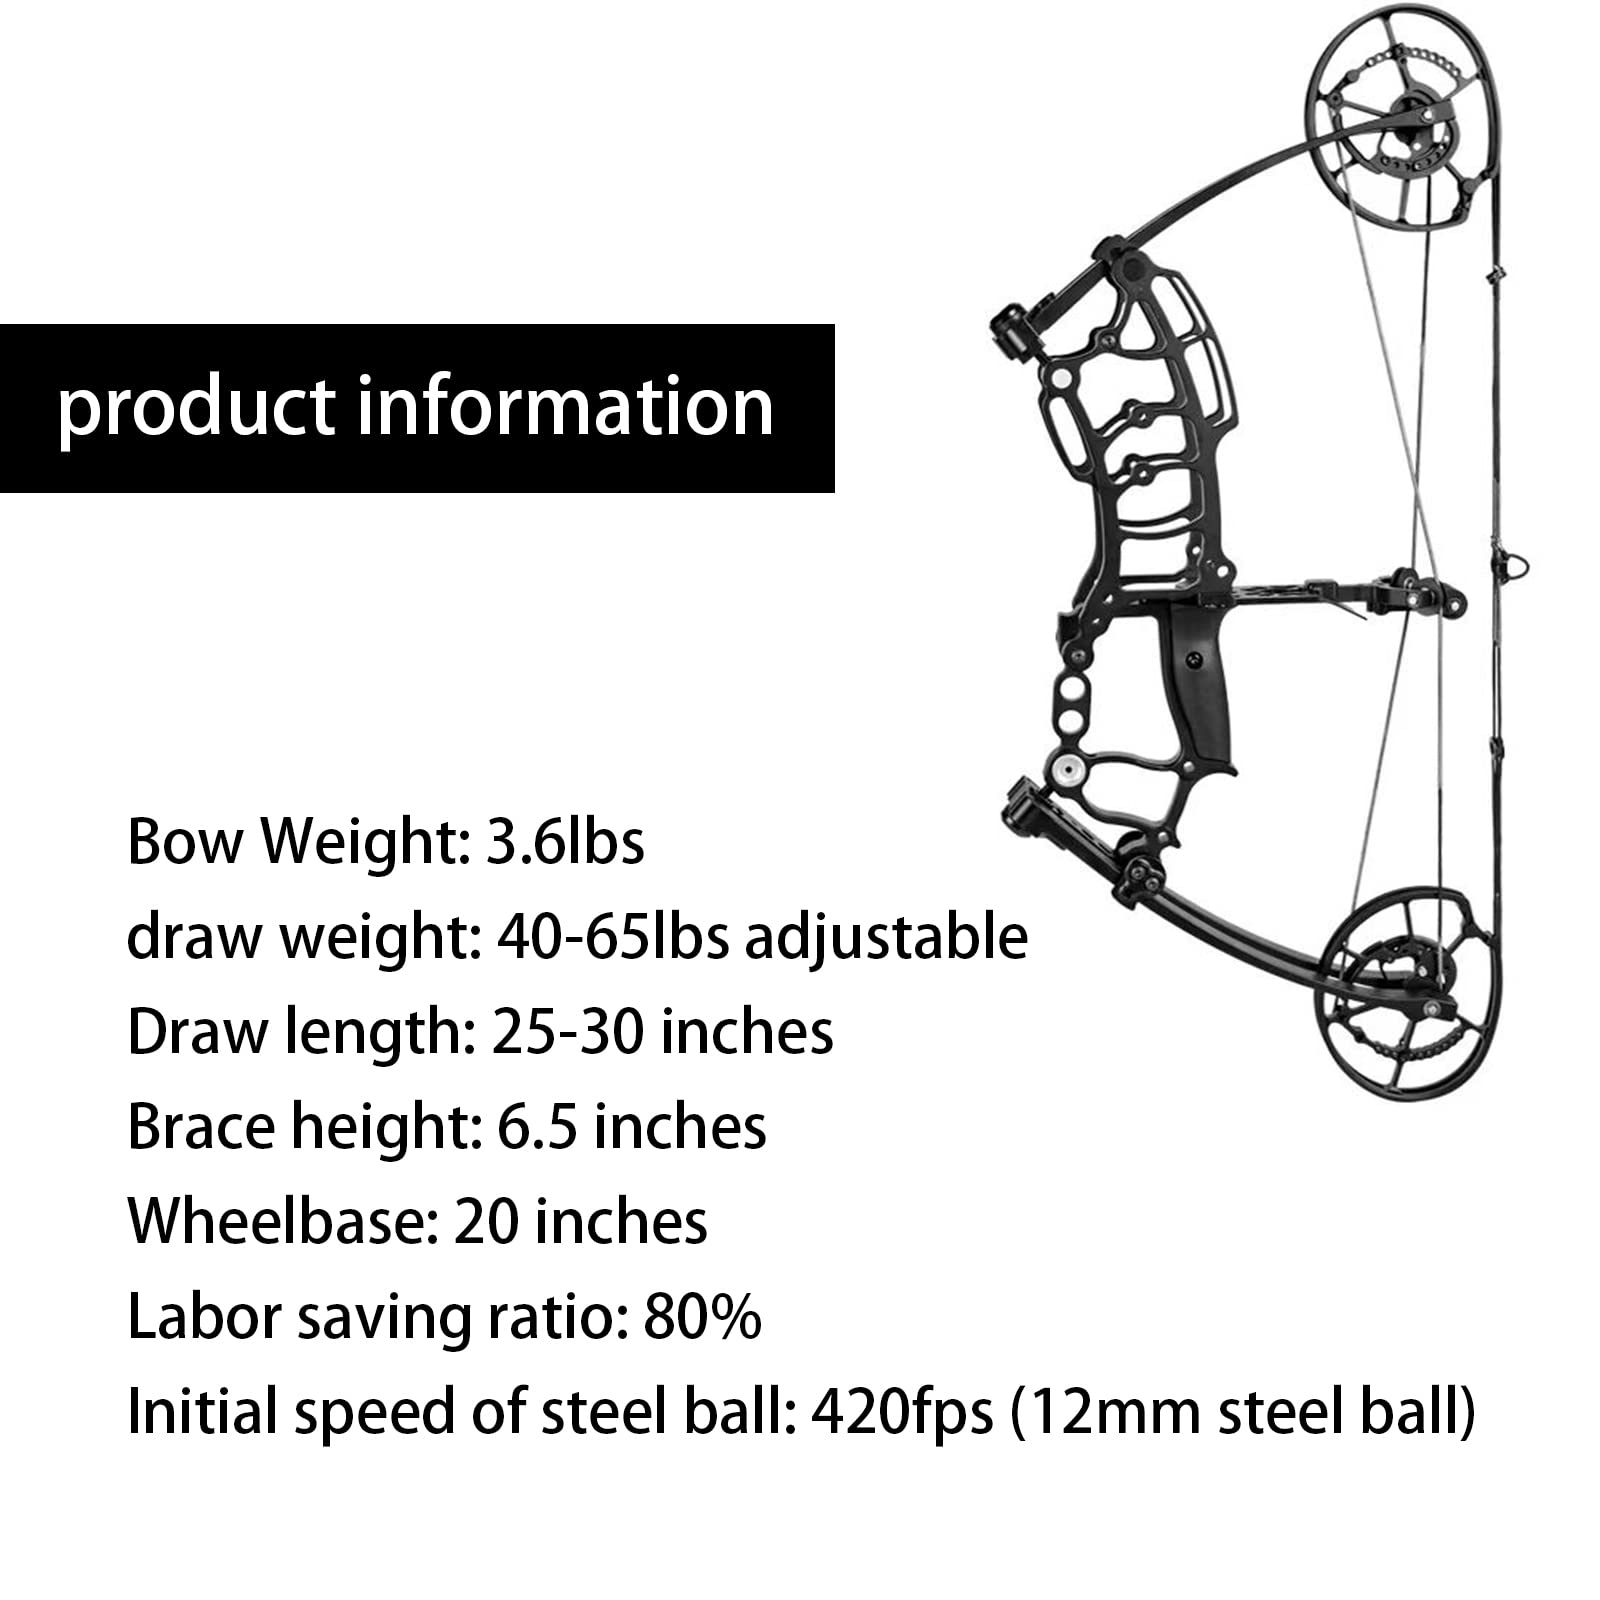 product information
Bow Weight: 3.6lbs
draw weight: 40-65lbs adjustable
Draw length: 25-30 inches
Brace height: 6.5 inches
Wheelbase: 20 inches
Labor saving ratio: 80%
Initial speed of steel ball: 420fps (12mm steel ball)